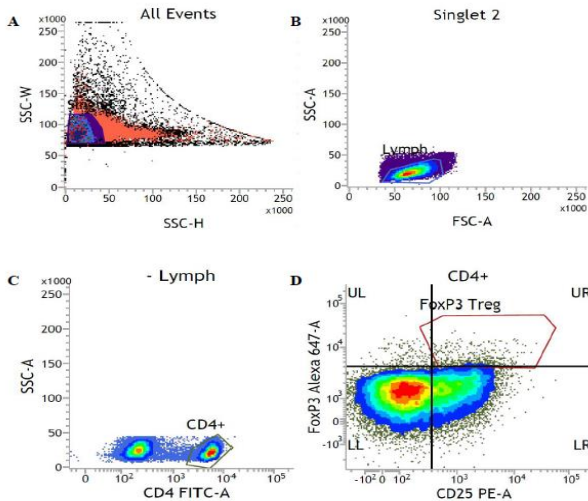 A
All Events
x1000
250
200
150
100
50
0
SSC-W
Singlet 2
0
50
100
150
200
250
x1000
SSC-H
B
Singlet 2
x1000
250
200
150
100
50
0
SSC-A
Lymph
0
50
100
150
200
250
x1000
FSC-A
C
- Lymph
x1000
250
200
150
100
50
0
SSC-A
CD4+
0
10²
10³
10⁴
10⁵
CD4 FITC-A
D
CD4+
UL
UR
FoxP3 Treg
10⁵
10⁴
10³
0
-10³
FoxP3 Alexa 647-A
LL
LR
-10² 0 10²
10³
10⁴
10⁵
CD25 PE-A